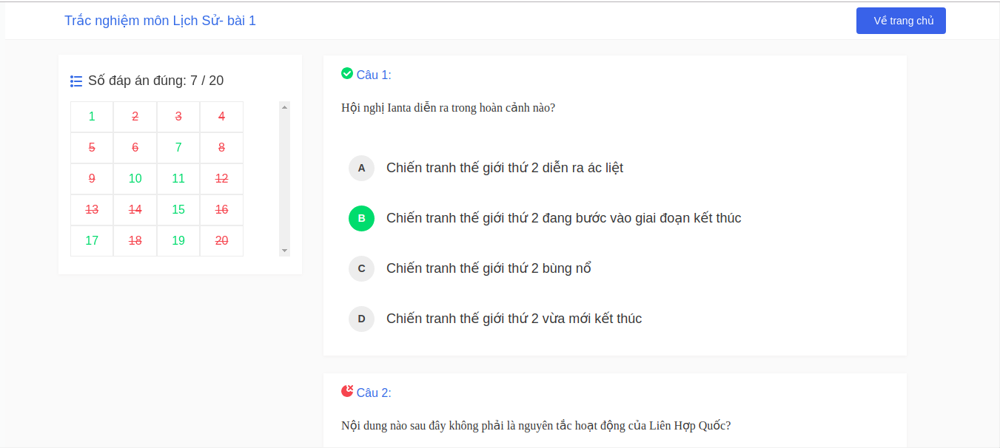 Trắc nghiệm môn Lịch Sử- bài 1
Về trang chủ
Số đáp án đúng: 7 / 20
1 2 3 4
5 6 7 8
9 10 11 12
13 14 15 16
17 18 19 20
Câu 1:
Hội nghị Ianta diễn ra trong hoàn cảnh nào?
A Chiến tranh thế giới thứ 2 diễn ra ác liệt
B Chiến tranh thế giới thứ 2 đang bước vào giai đoạn kết thúc
C Chiến tranh thế giới thứ 2 bùng nổ
D Chiến tranh thế giới thứ 2 vừa mới kết thúc
Câu 2:
Nội dung nào sau đây không phải là nguyên tắc hoạt động của Liên Hợp Quốc?